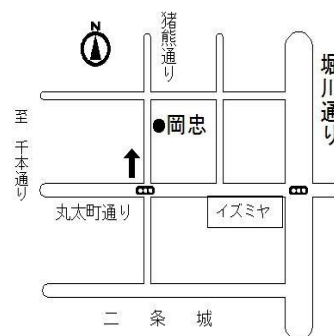 N
猪熊通り
堀川通り
至 千本通り
岡忠
丸太町通り
イズミヤ
二条城